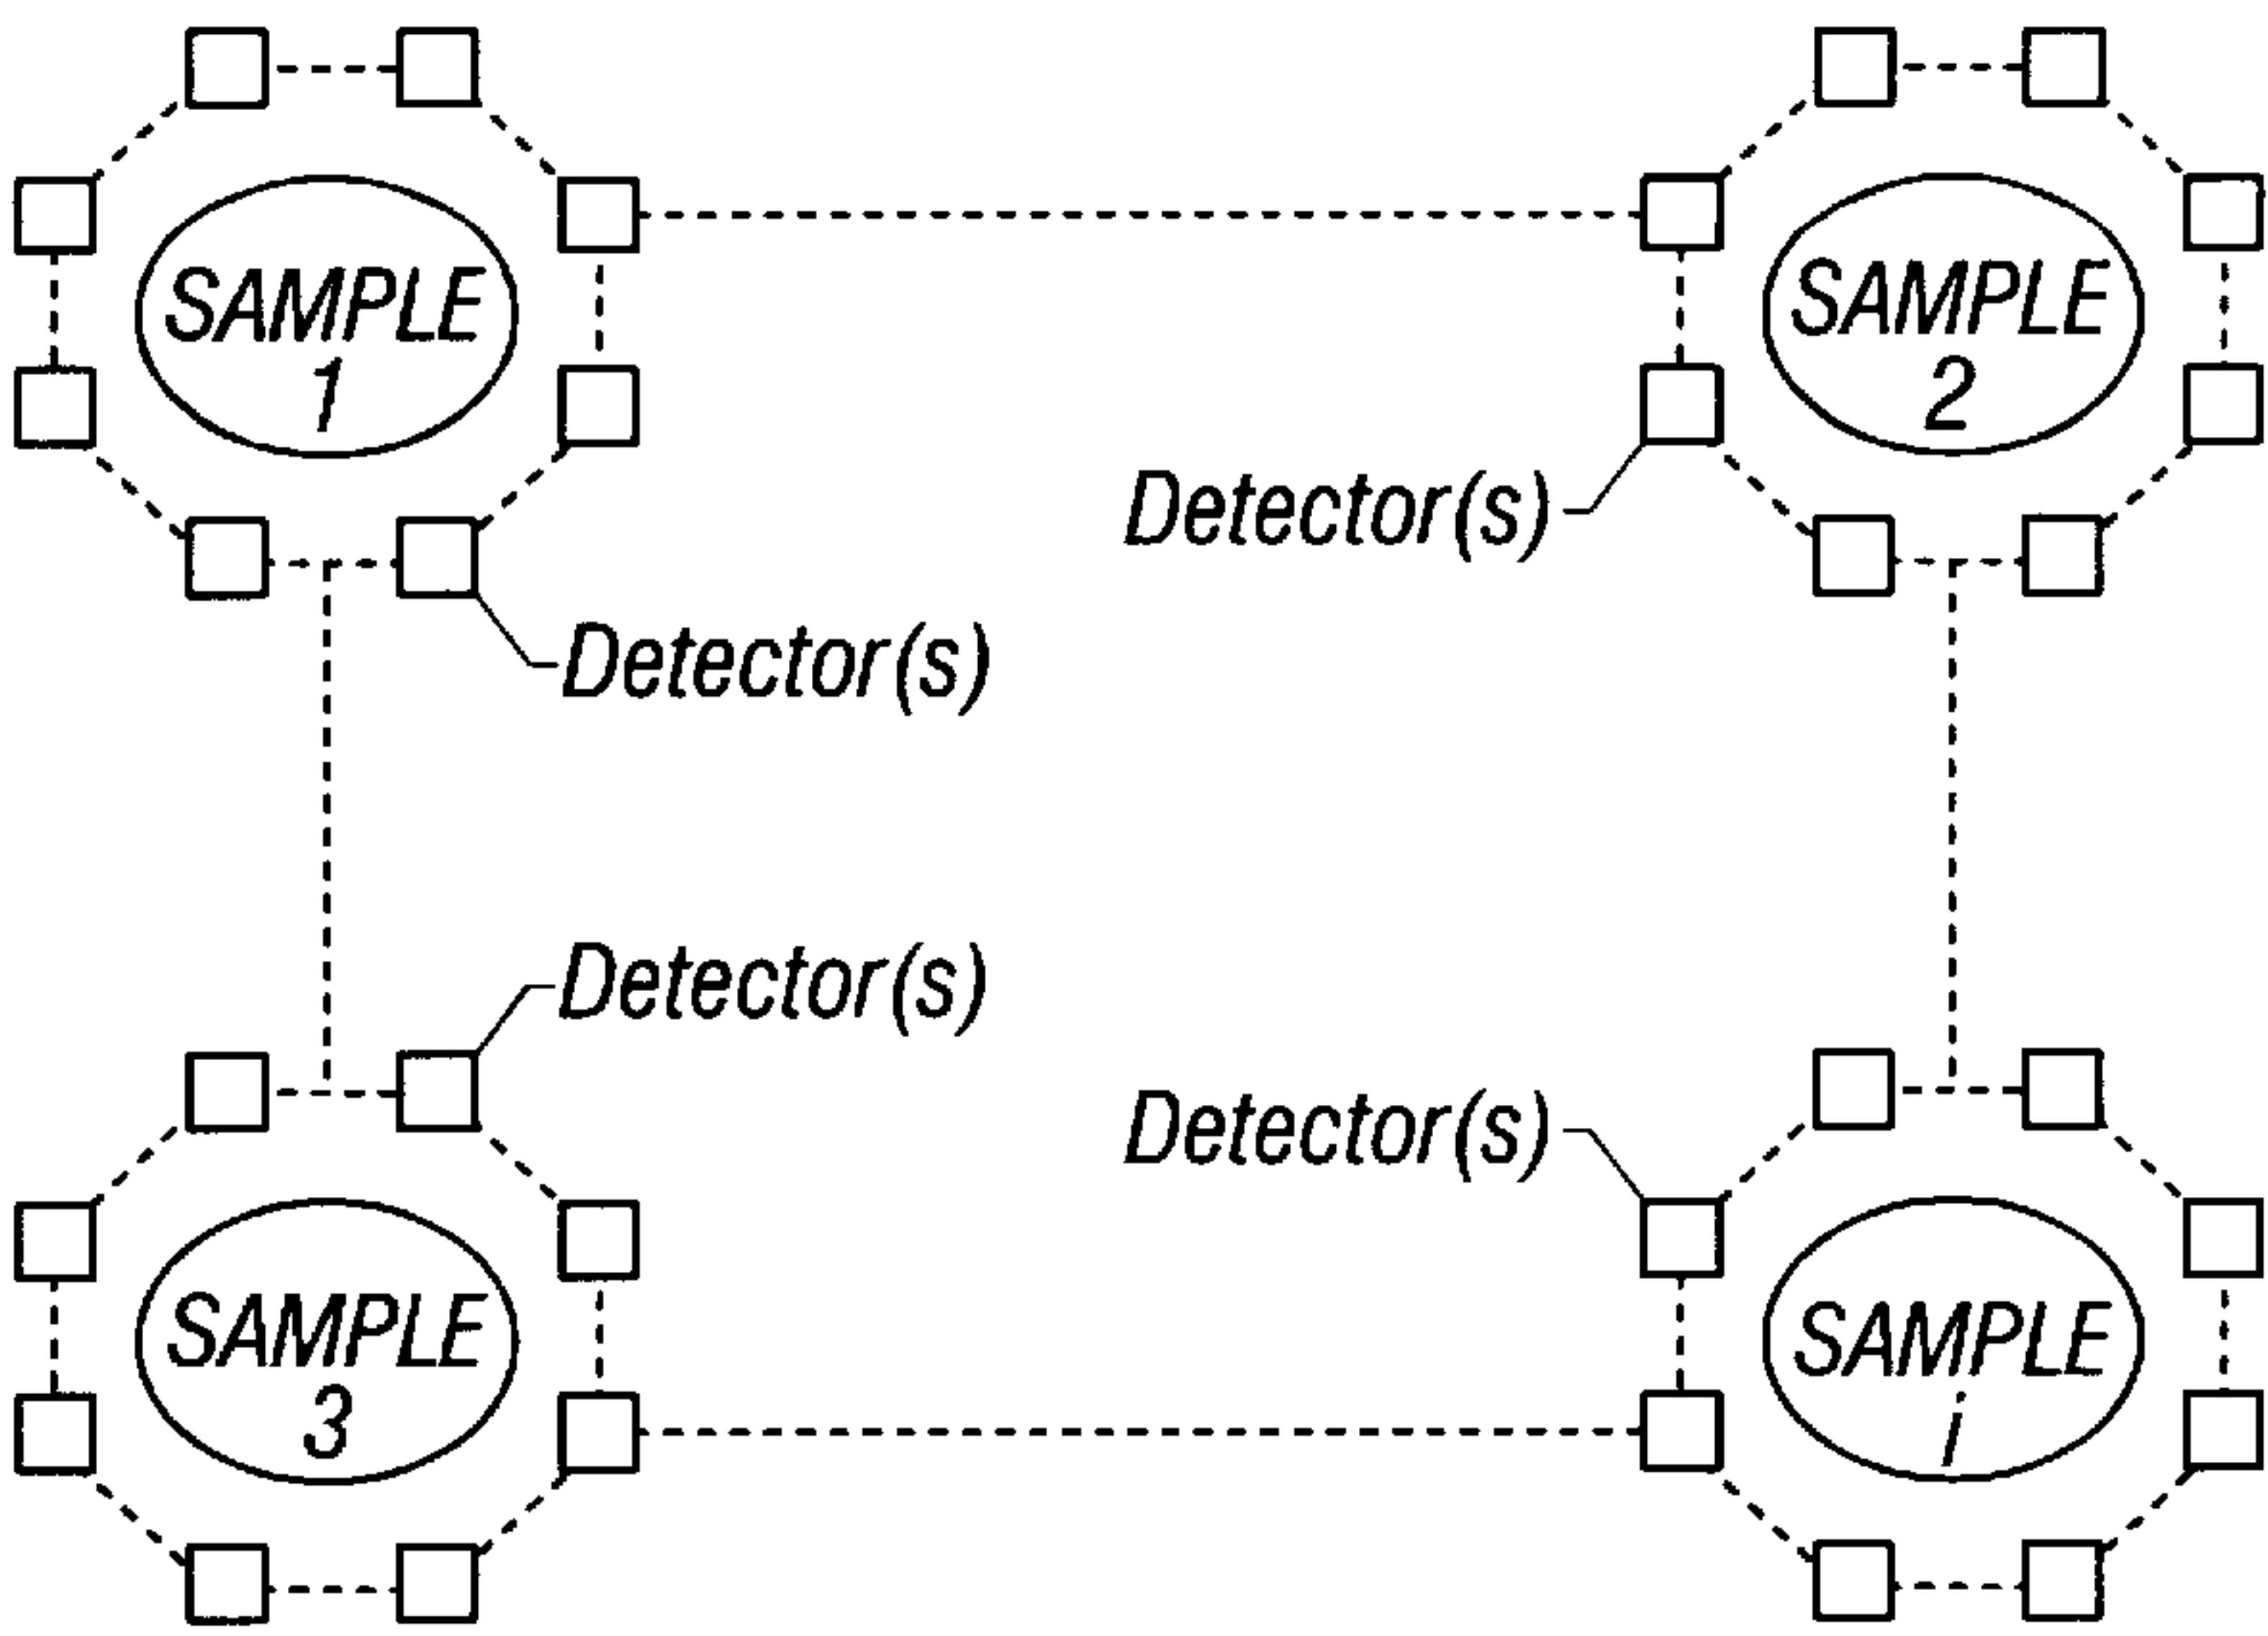 SAMPLE
1
SAMPLE
2
Detector(s)
Detector(s)
Detector(s)
Detector(s)
SAMPLE
3
SAMPLE
i